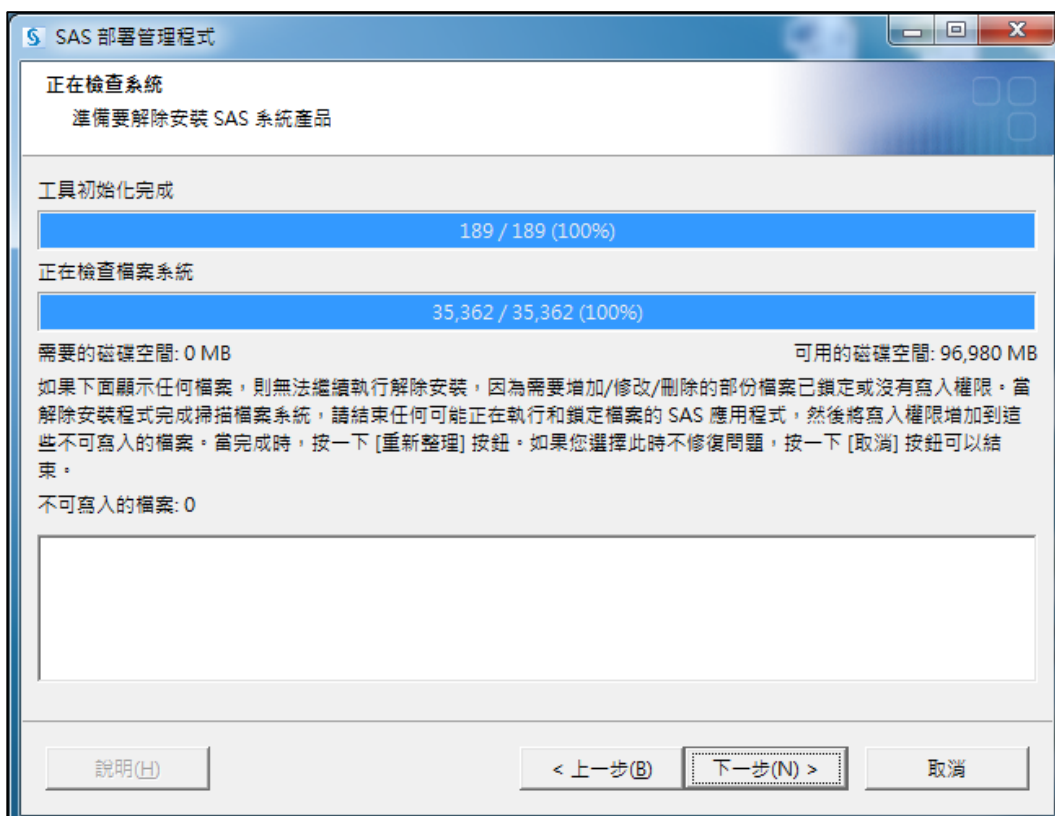 SAS 部署管理程式
正在檢查系統
準備要解除安裝 SAS 系統產品
工具初始化完成
189 / 189 (100%)
正在檢查檔案系統
35,362 / 35,362 (100%)
需要的磁碟空間: 0 MB 可用的磁碟空間: 96,980 MB
如果下面顯示任何檔案，則無法繼續執行解除安裝，因為需要增加/修改/刪除的部份檔案已鎖定或沒有寫入權限。當
解除安裝程式完成掃描檔案系統，請結束任何可能正在執行和鎖定檔案的 SAS 應用程式，然後將寫入權限增加到這
些不可寫入的檔案。當完成時，按一下 [重新整理] 按鈕。如果您選擇此時不修復問題，按一下 [取消] 按鈕可以結
束。
不可寫入的檔案: 0
說明(H) < 上一步(B) 下一步(N) > 取消